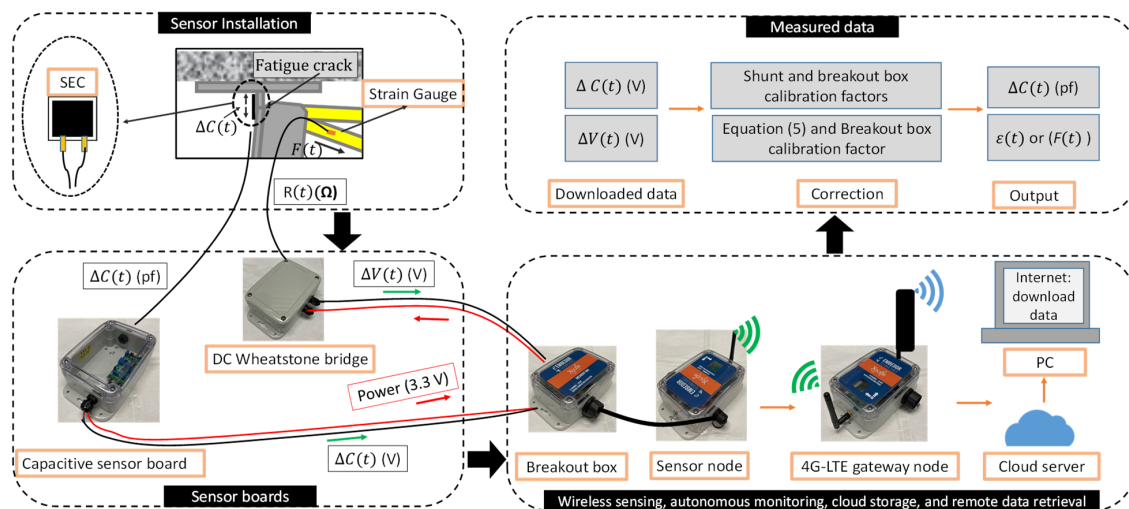 Sensor Installation
SEC
Fatigue crack
Strain Gauge
ΔC(t)
F(t)
R(t)(Ω)
Measured data
Δ C(t) (V)
Shunt and breakout box
calibration factors
ΔC(t) (pf)
ΔV(t) (V)
Equation (5) and Breakout box
calibration factor
ε(t) or (F(t) )
Downloaded data
Correction
Output
ΔC(t) (pf)
ΔV(t) (V)
DC Wheatstone bridge
Power (3.3 V)
ΔC(t) (V)
Capacitive sensor board
Sensor boards
Internet:
download
data
PC
Breakout box
Sensor node
4G-LTE gateway node
Cloud server
Wireless sensing, autonomous monitoring, cloud storage, and remote data retrieval